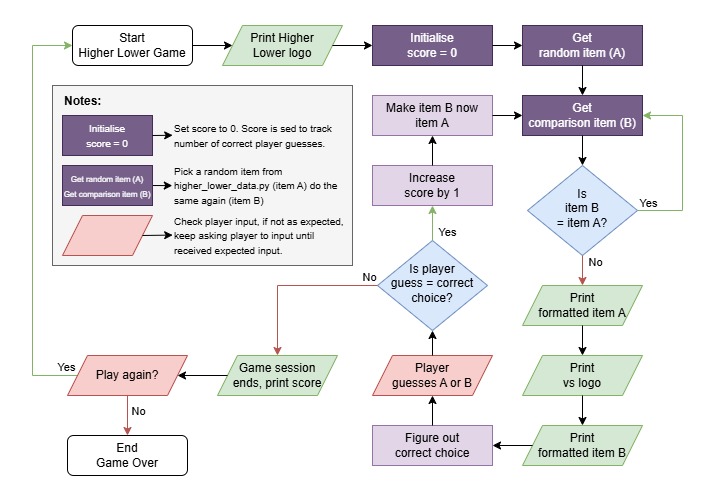 Start
Higher Lower Game
Print Higher
Lower logo
Initialise
score = 0
Get
random item (A)
Notes:
Initialise
score = 0
Set score to 0. Score is sed to track
number of correct player guesses.
Get random item (A)
Get comparison item (B)
Pick a random item from
higher_lower_data.py (item A) do the
same again (item B)
Check player input, if not as expected,
keep asking player to input until
received expected input.
Make item B now
item A
Get
comparison item (B)
Increase
score by 1
Is
item B
= item A?
Yes
Yes
No
No
Is player
guess = correct
choice?
Print
formatted item A
Yes
Play again?
Game session
ends, print score
Player
guesses A or B
Print
vs logo
No
End
Game Over
Figure out
correct choice
Print
formatted item B